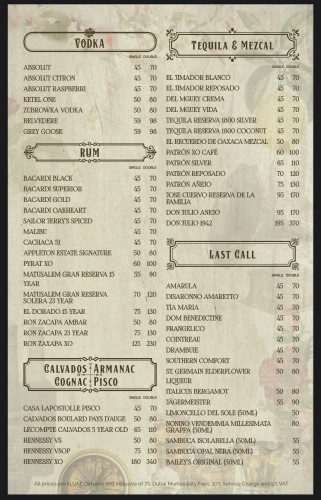 VODKA
SINGLE DOUBLE
ABSOLUT 45 70
ABSOLUT CITRON 45 70
ABSOLUT RASPBERRI 45 70
KETEL ONE 50 80
ZUBROWKA VODKA 50 80
BELVEDERE 59 98
GREY GOOSE 59 98
RUM
SINGLE DOUBLE
BACARDI BLACK 45 70
BACARDI SUPERIOR 45 70
BACARDI GOLD 45 70
BACARDI OAKHEART 45 70
SAILOR JERRY'S SPICED 45 70
MALIBU 45 70
CACHACA 51 45 70
APPLETON ESTATE SIGNATURE 50 80
PYRAT XO 60 100
MATUSALEM GRAN RESERVA 15 55 90
YEAR
MATUSALEM GRAN RESERVA 70 120
SOLERA 23 YEAR
EL DORADO 15 YEAR 75 130
RON ZACAPA AMBAR 50 80
RON ZACAPA 23 YEAR 75 130
RON ZAXAPA XO 125 230
CALVADOS ARMANAC
COGNAC PISCO
SINGLE DOUBLE
CASA LAPOSTOLLE PISCO 45 70
CALVADOS BOULARD PAYS D'AUGE 50 80
LECOMPTE CALVADOS 5 YEAR OLD 65 110
HENNESSY VS 50 80
HENNESSY VSOP 75 130
HENNESSY XO 180 340
TEQUILA & MEZCAL
SINGLE DOUBLE
EL TIMADOR BLANCO 45 70
EL TIMADOR REPOSADO 45 70
DEL MGUEY CREMA 45 70
DEL MGUEY VIDA 45 70
TEQUILA RESERVA 1800 SILVER 45 70
TEQUILA RESERVA 1800 COCONUT 45 70
EL RECUERDO DE OAXACA MEZCAL 50 80
PATRÓN XO CAFÉ 60 100
PATRÓN SILVER 65 110
PATRÓN REPOSADO 70 120
PATRÓN AÑEJO 75 130
JOSE CUERVO RESERVA DE LA 95 170
FAMILIA
DON JULIO ANEJO 95 170
DON JULIO 1942 195 370
LAST CALL
SINGLE DOUBLE
AMARULA 45 70
DISARONNO AMARETTO 45 70
TIA MARIA 45 70
DOM BENEDICTINE 45 70
FRANGELICO 45 70
COINTREAU 45 70
DRAMBUIE 45 70
SOUTHERN COMFORT 45 70
ST. GERMAIN ELDERFLOWER 50 80
LIQUEUR
ITALICUS BERGAMOT 50 80
JÄGERMEISTER 55 90
LIMONCELLO DEL SOLE (50ML) 50
NONINO VENDEMMIA MILLESIMATA 80
GRAPPA (50ML)
SAMBUCA ISOLABELLA (50ML) 55
SAMBUCA OPAL NERA (50ML) 55
BAILEY'S ORIGINAL (50ML) 55
All prices are in UAE Dirhams and inclusive of 7% Dubai Municipality Fees, 10% Service Charge and 5% VAT